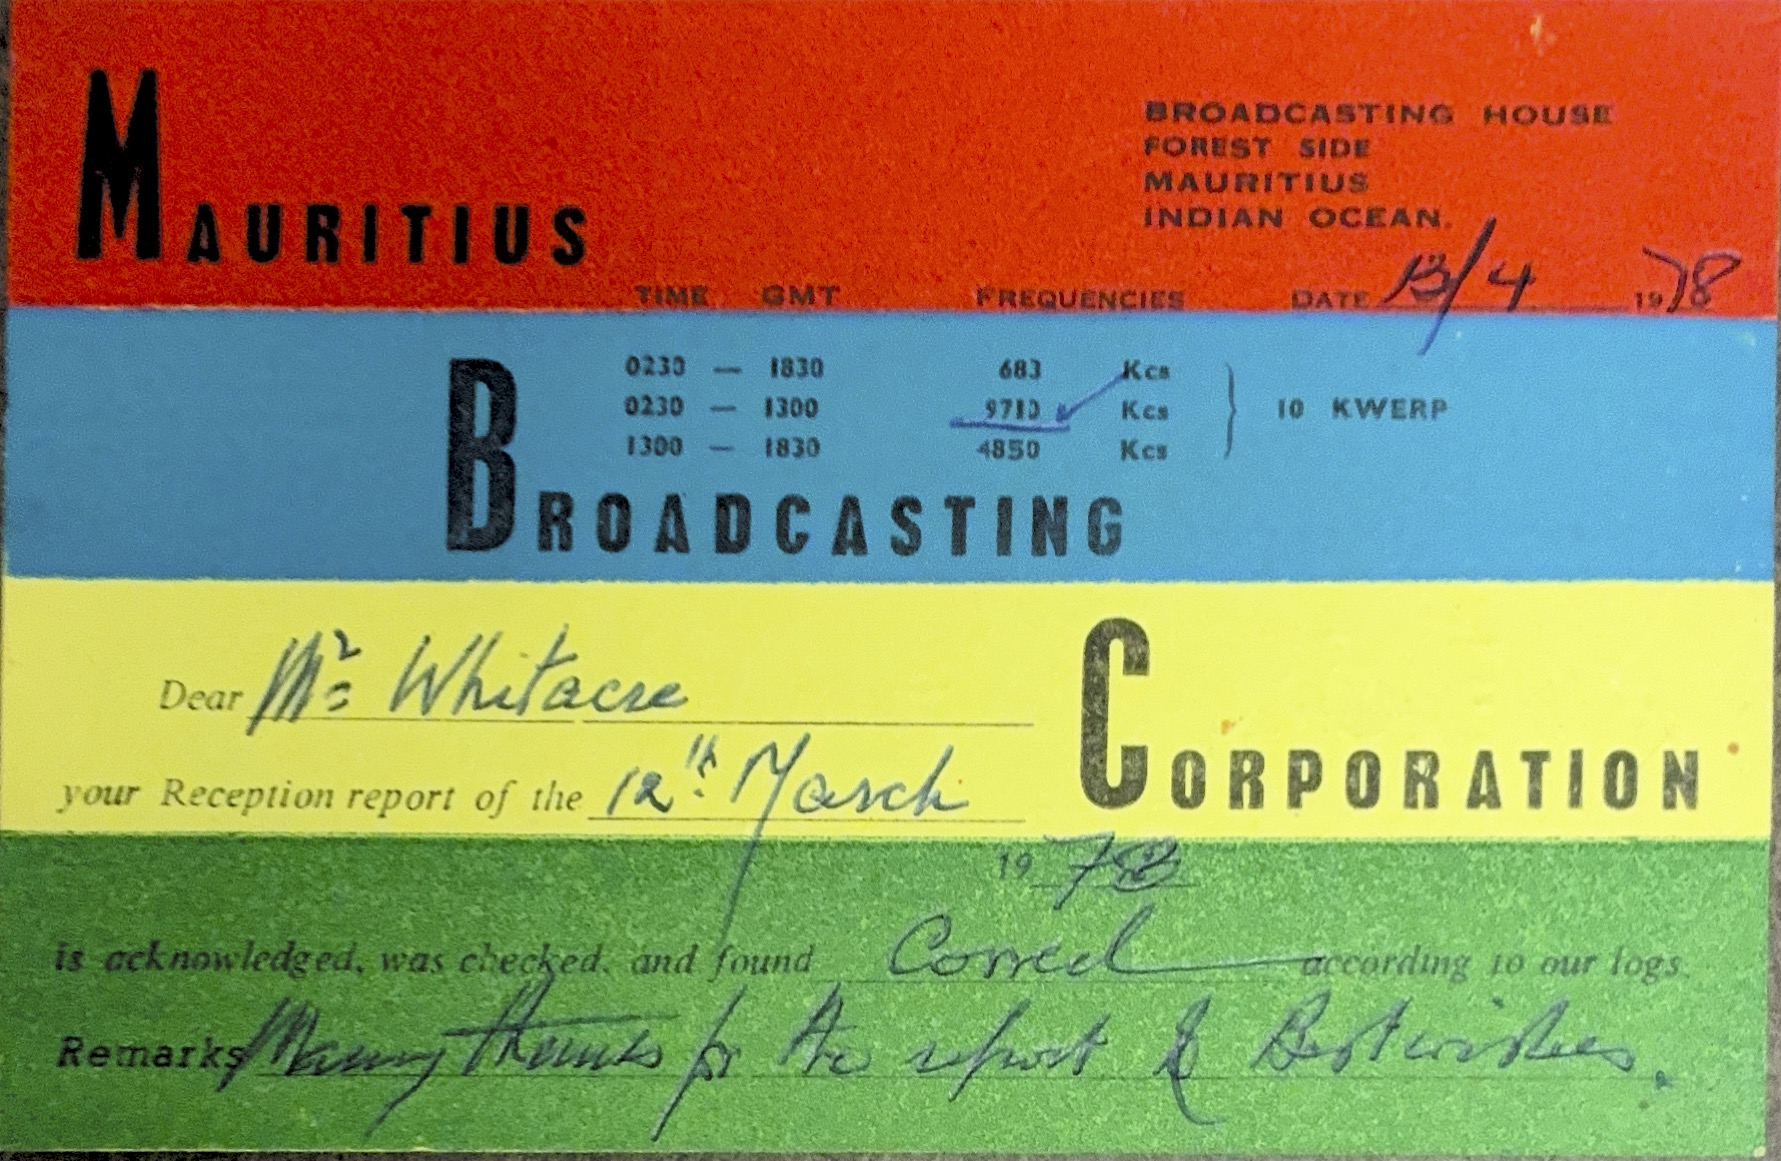 MAURITIUS
BROADCASTING HOUSE
FOREST SIDE
MAURITIUS
INDIAN OCEAN.
TIME GMT FREQUENCIES DATE 13/4 1978
0230 — 1830 683 Kcs
0230 — 1300 9710 Kcs } 10 KWERP
1300 — 1830 4850 Kcs
BROADCASTING
Dear Mr Whitacre
CORPORATION
your Reception report of the 12th March
1978
is acknowledged, was checked, and found Correct according to our logs.
Remarks Many thanks for the report & Best wishes.